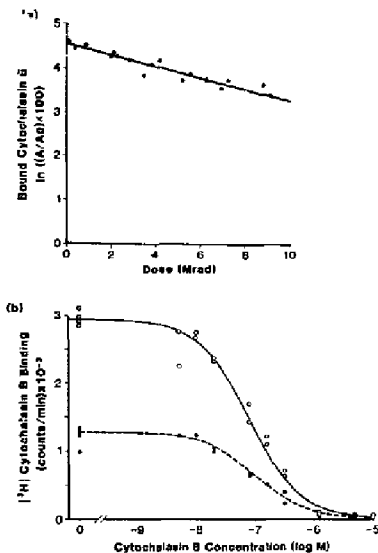 (a)
Bound Cytochalasin B
ln ((A/Ao)×100)
5
4
3
2
1
0
0 2 4 6 8 10
Dose (Mrad)
(b)
[³H] Cytochalasin B Binding
(counts/min)×10⁻³
3
2
1
0
0 -9 -8 -7 -6 -5
Cytochalasin B Concentration (log M)